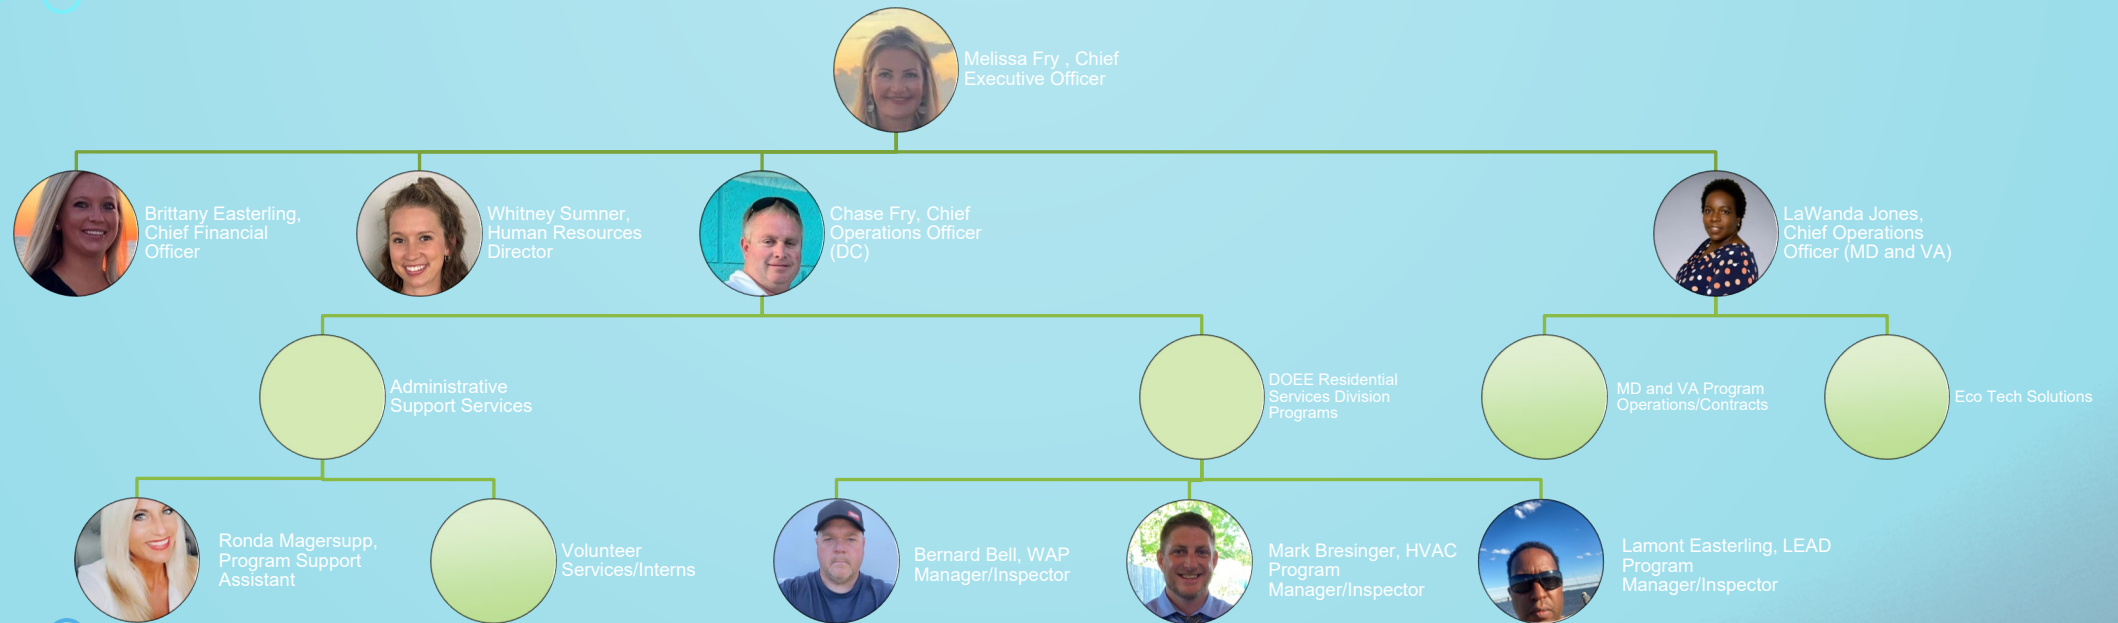 Melissa Fry , Chief
Executive Officer
Brittany Easterling,
Chief Financial
Officer
Whitney Sumner,
Human Resources
Director
Chase Fry, Chief
Operations Officer
(DC)
LaWanda Jones,
Chief Operations
Officer (MD and VA)
Administrative
Support Services
DOEE Residential
Services Division
Programs
MD and VA Program
Operations/Contracts
Eco Tech Solutions
Ronda Magersupp,
Program Support
Assistant
Volunteer
Services/Interns
Bernard Bell, WAP
Manager/Inspector
Mark Bresinger, HVAC
Program
Manager/Inspector
Lamont Easterling, LEAD
Program
Manager/Inspector